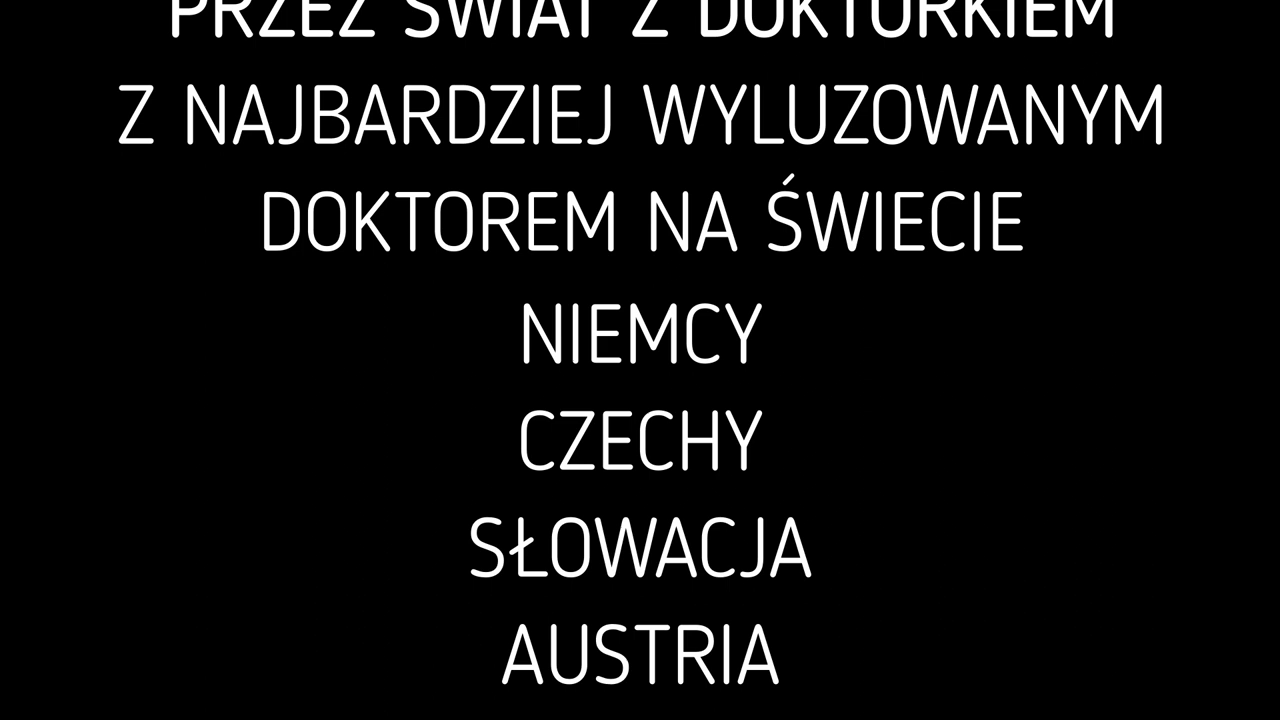 PRZEZ ŚWIAT Z DOKTORKIEM
Z NAJBARDZIEJ WYLUZOWANYM
DOKTOREM NA ŚWIECIE
NIEMCY
CZECHY
SŁOWACJA
AUSTRIA